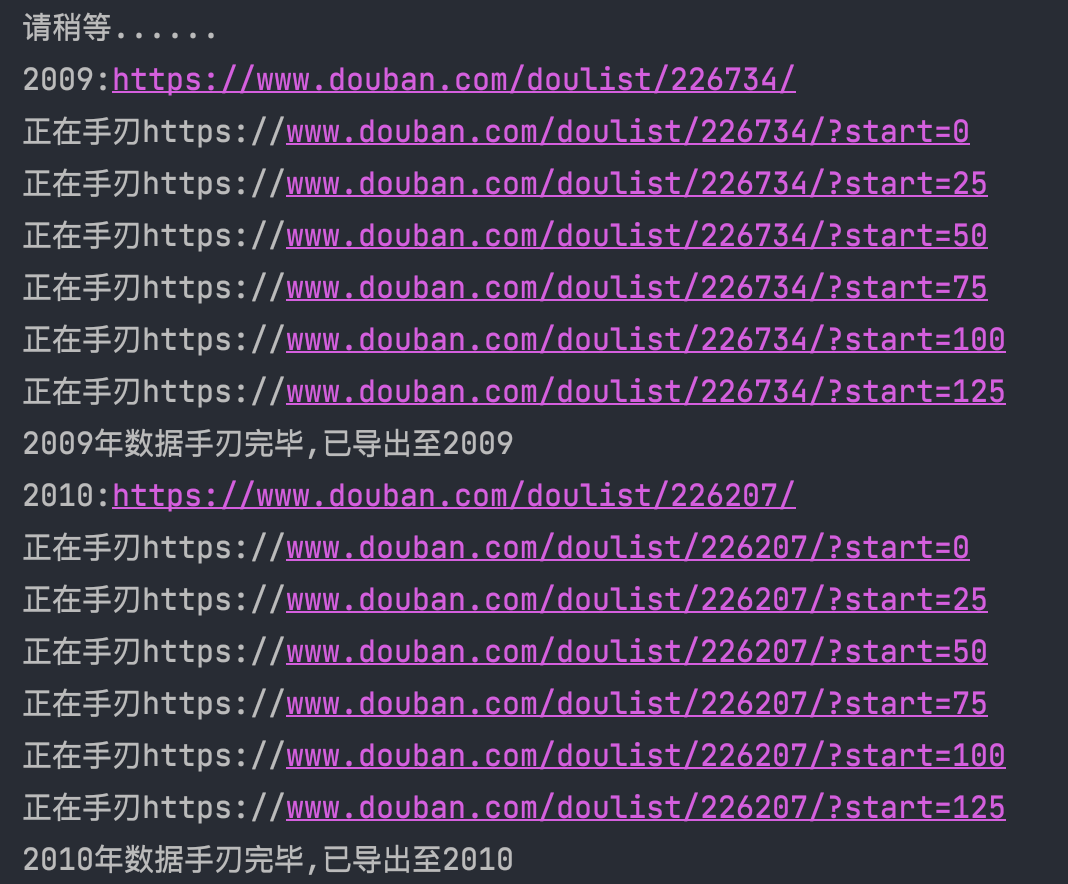 请稍等......
2009:https://www.douban.com/doulist/226734/
正在手刃https://www.douban.com/doulist/226734/?start=0
正在手刃https://www.douban.com/doulist/226734/?start=25
正在手刃https://www.douban.com/doulist/226734/?start=50
正在手刃https://www.douban.com/doulist/226734/?start=75
正在手刃https://www.douban.com/doulist/226734/?start=100
正在手刃https://www.douban.com/doulist/226734/?start=125
2009年数据手刃完毕,已导出至2009
2010:https://www.douban.com/doulist/226207/
正在手刃https://www.douban.com/doulist/226207/?start=0
正在手刃https://www.douban.com/doulist/226207/?start=25
正在手刃https://www.douban.com/doulist/226207/?start=50
正在手刃https://www.douban.com/doulist/226207/?start=75
正在手刃https://www.douban.com/doulist/226207/?start=100
正在手刃https://www.douban.com/doulist/226207/?start=125
2010年数据手刃完毕,已导出至2010